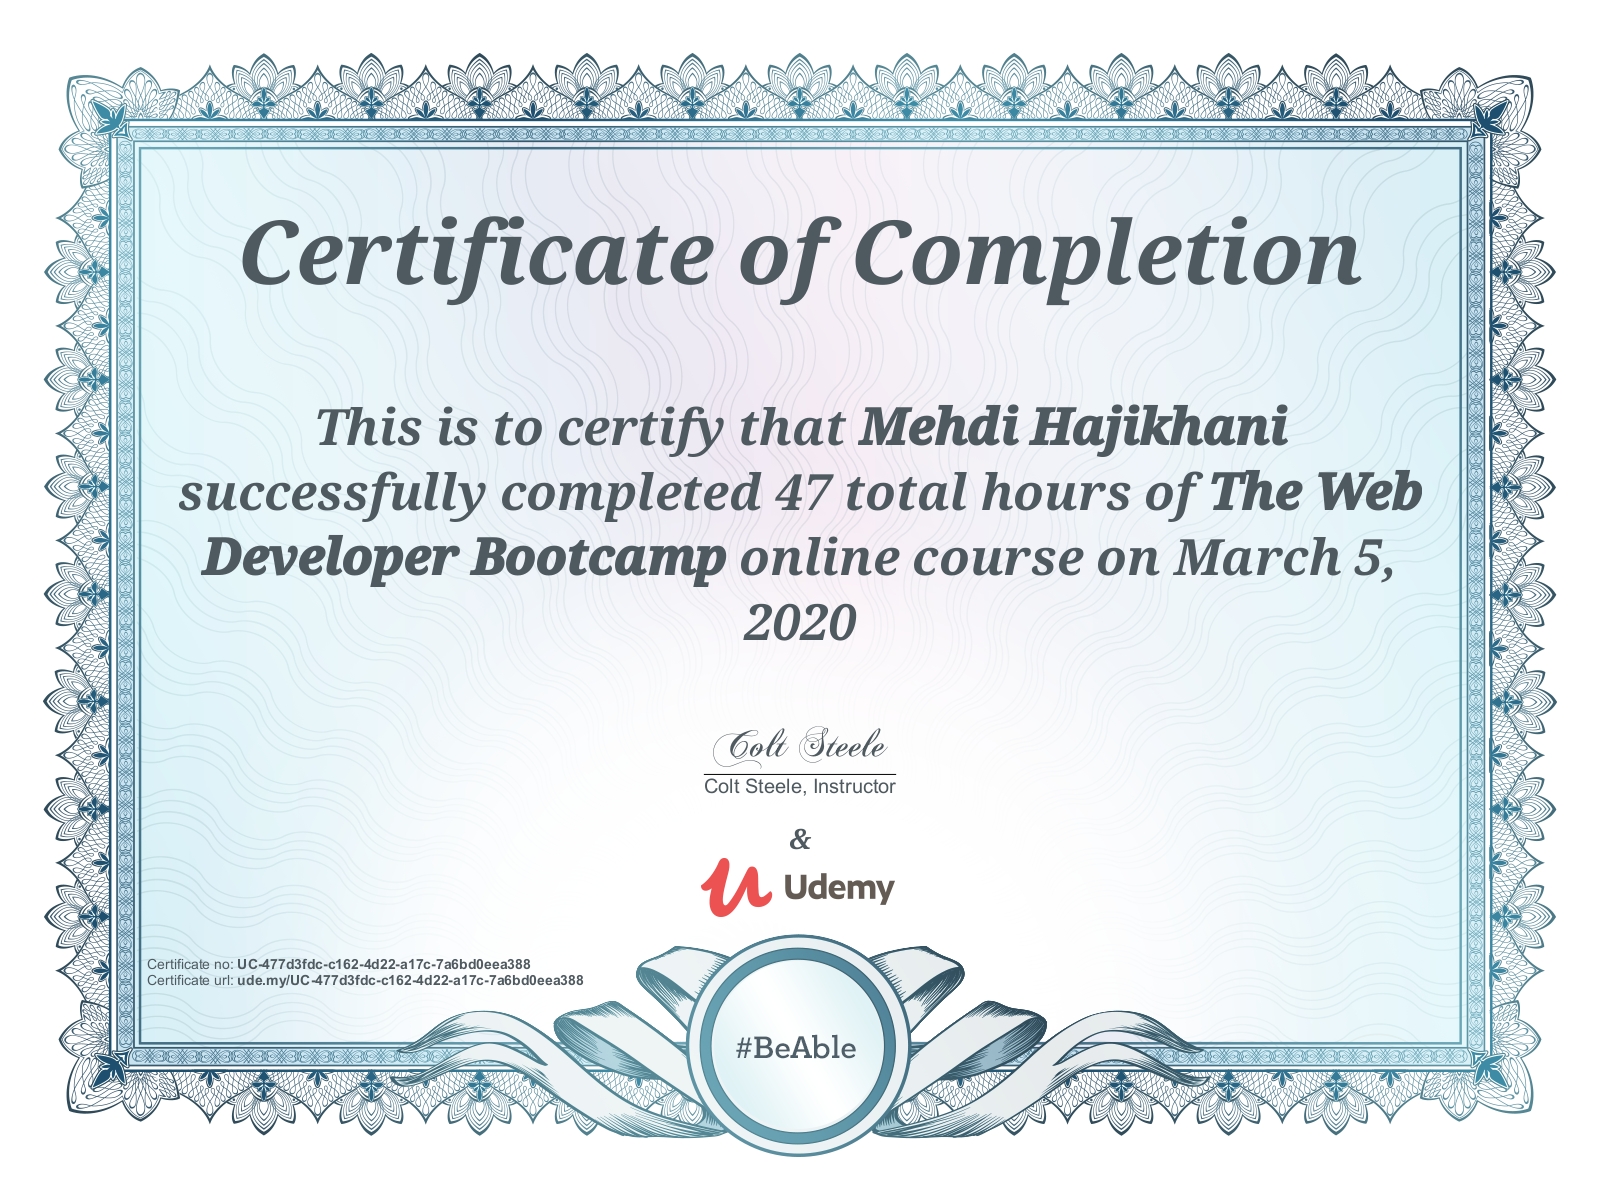 Certificate of Completion
This is to certify that Mehdi Hajikhani
successfully completed 47 total hours of The Web
Developer Bootcamp online course on March 5,
2020
Colt Steele
Colt Steele, Instructor
&
Udemy
Certificate no: UC-477d3fdc-c162-4d22-a17c-7a6bd0eea388
Certificate url: ude.my/UC-477d3fdc-c162-4d22-a17c-7a6bd0eea388
#BeAble